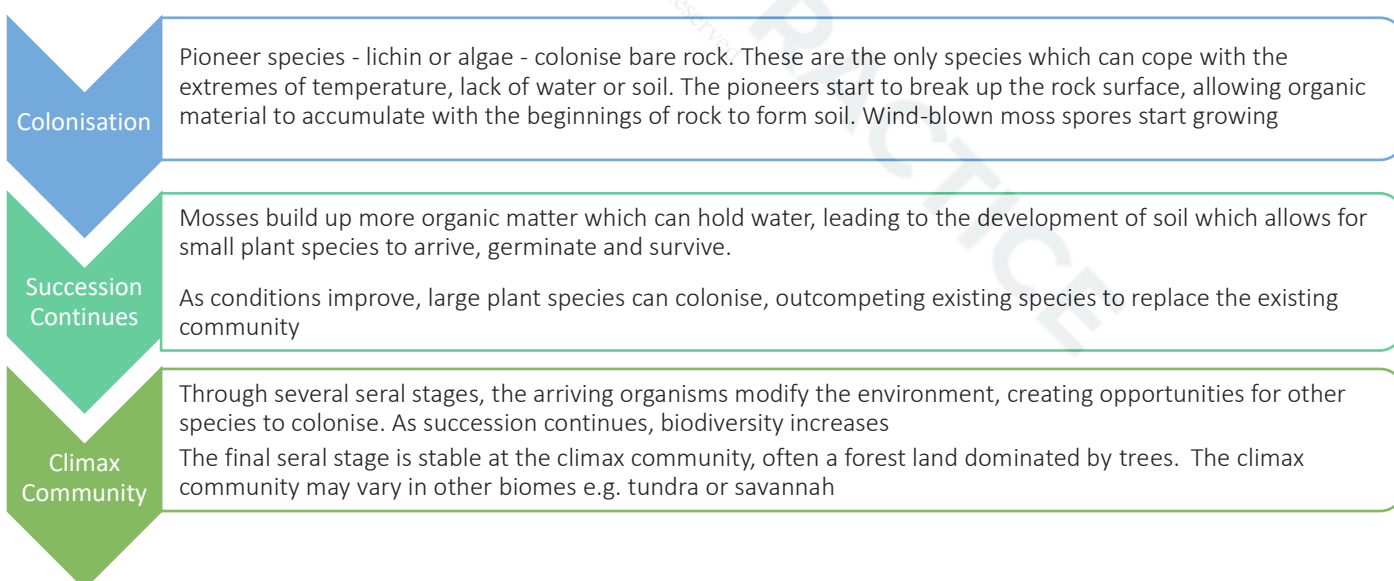 eserved
RACTICE
Colonisation
Pioneer species - lichin or algae - colonise bare rock. These are the only species which can cope with the
extremes of temperature, lack of water or soil. The pioneers start to break up the rock surface, allowing organic
material to accumulate with the beginnings of rock to form soil. Wind-blown moss spores start growing
Succession
Continues
Mosses build up more organic matter which can hold water, leading to the development of soil which allows for
small plant species to arrive, germinate and survive.
As conditions improve, large plant species can colonise, outcompeting existing species to replace the existing
community
Climax
Community
Through several seral stages, the arriving organisms modify the environment, creating opportunities for other
species to colonise. As succession continues, biodiversity increases
The final seral stage is stable at the climax community, often a forest land dominated by trees. The climax
community may vary in other biomes e.g. tundra or savannah